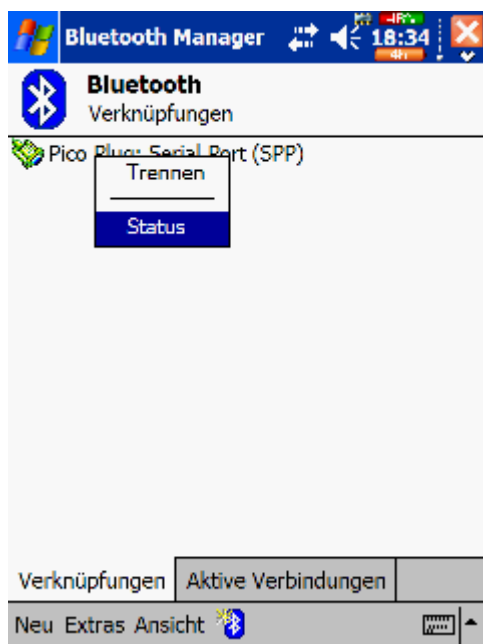 Bluetooth Manager 18:34
4h
Bluetooth
Verknüpfungen
Pico Plug: Serial Port (SPP)
Trennen
Status
Verknüpfungen Aktive Verbindungen
Neu Extras Ansicht